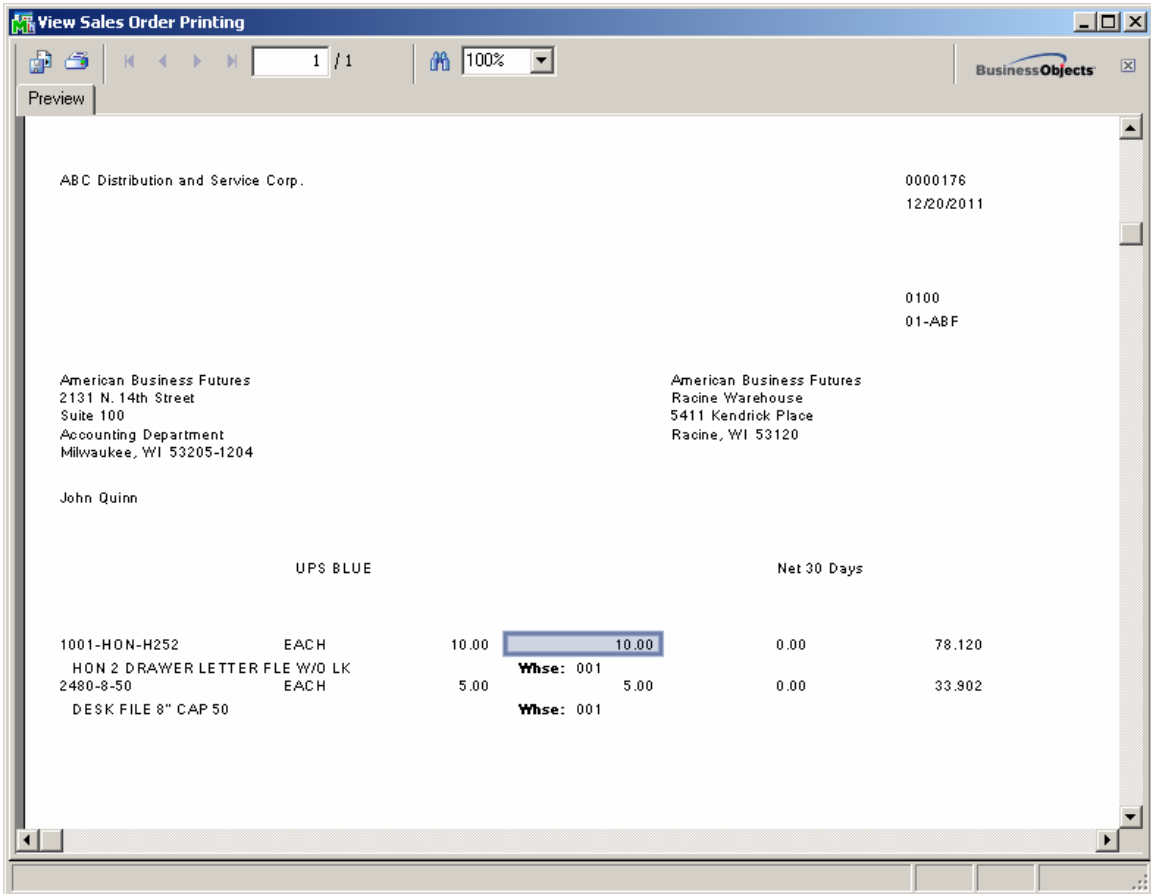 View Sales Order Printing
1 / 1 100% BusinessObjects
Preview
ABC Distribution and Service Corp. 0000176
12/20/2011
0100
01-ABF
American Business Futures American Business Futures
2131 N. 14th Street Racine Warehouse
Suite 100 5411 Kendrick Place
Accounting Department Racine, WI 53120
Milwaukee, WI 53205-1204
John Quinn
UPS BLUE Net 30 Days
1001-HON-H252 EACH 10.00 10.00 0.00 78.120
HON 2 DRAWER LETTER FLE W/O LK Whse: 001
2480-8-50 EACH 5.00 5.00 0.00 33.902
DESK FILE 8" CAP 50 Whse: 001